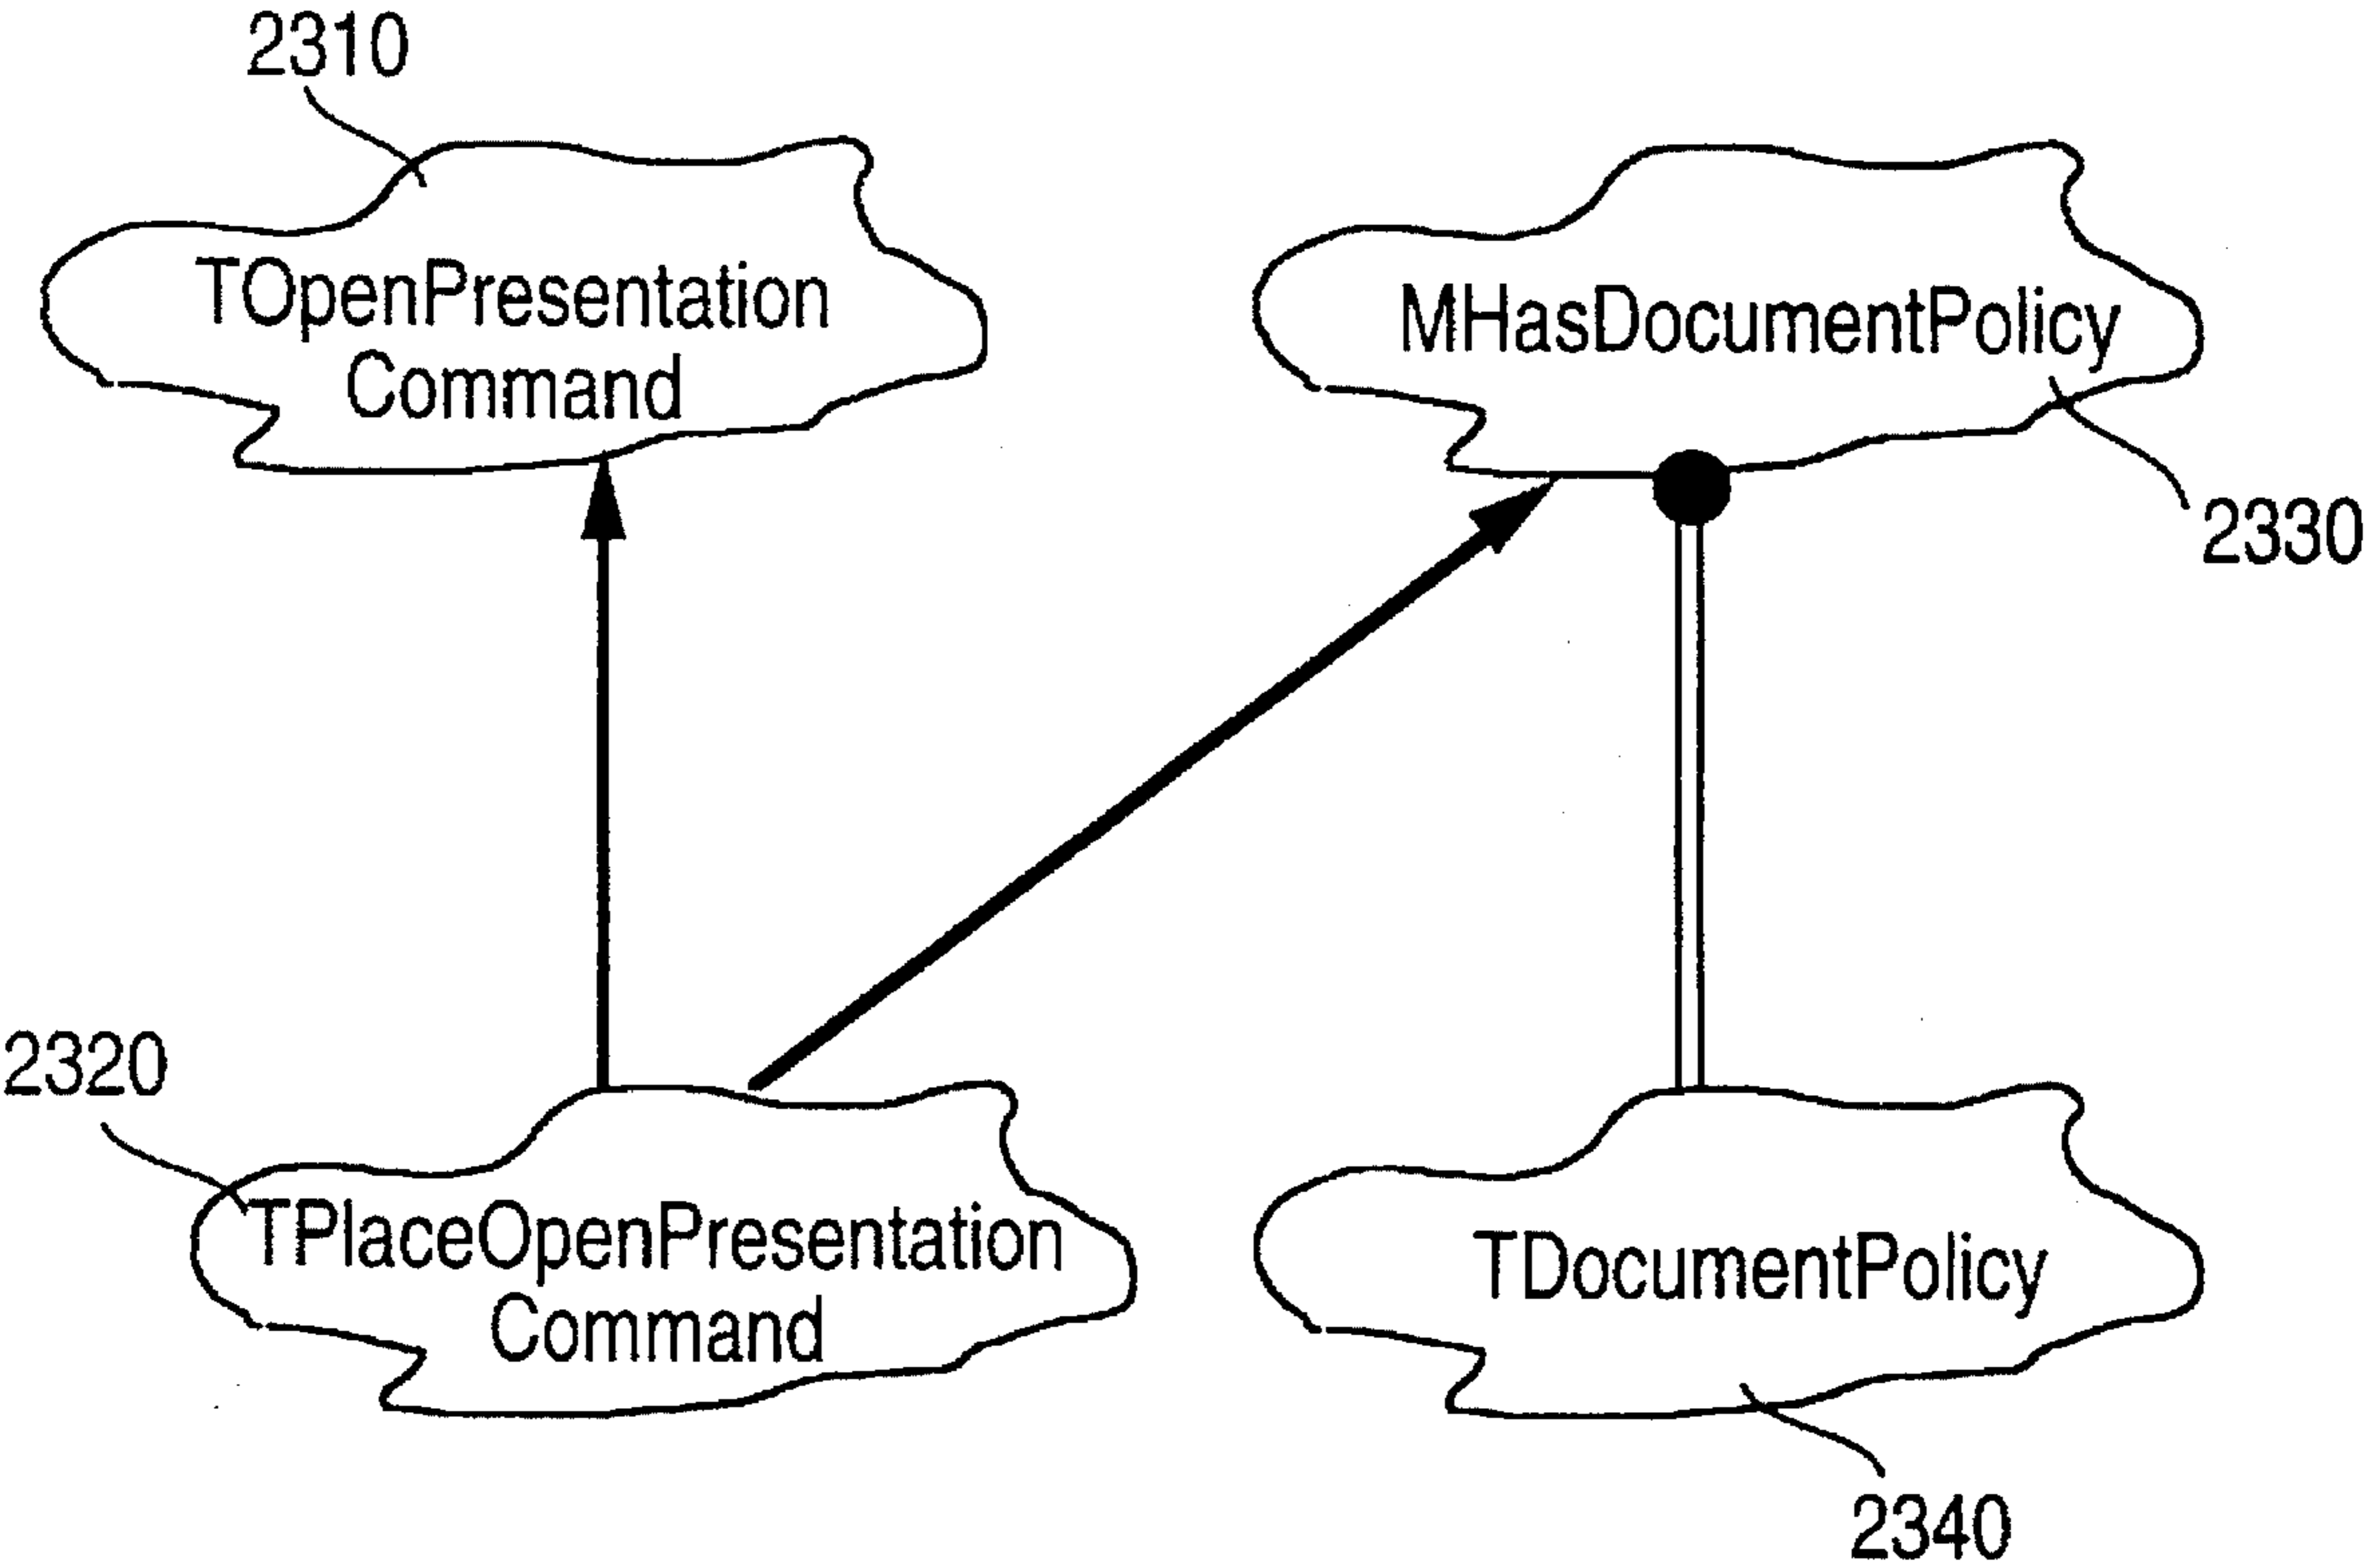 2310
TOpenPresentation
Command
MHasDocumentPolicy
2330
2320
TPlaceOpenPresentation
Command
TDocumentPolicy
2340